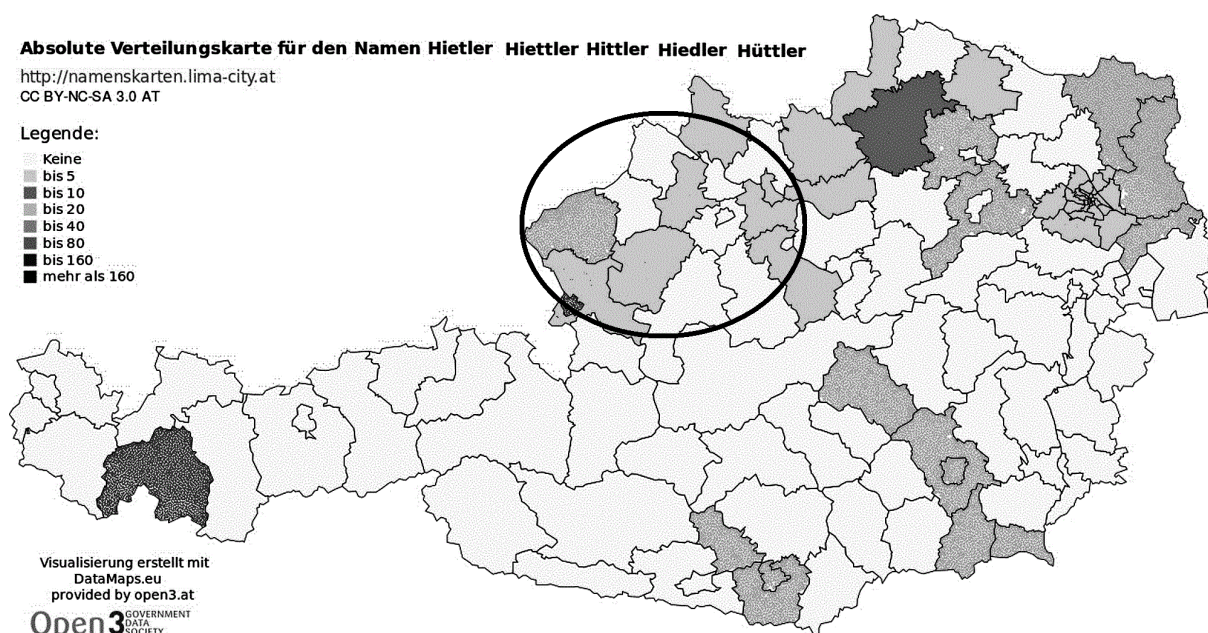 Absolute Verteilungskarte für den Namen Hietler Hiettler Hittler Hiedler Hüttler
http://namenskarten.lima-city.at
CC BY-NC-SA 3.0 AT
Legende:
Keine
bis 5
bis 10
bis 20
bis 40
bis 80
bis 160
mehr als 160
Visualisierung erstellt mit
DataMaps.eu
provided by open3.at
Open3 GOVERNMENT
DATA
SOCIETY